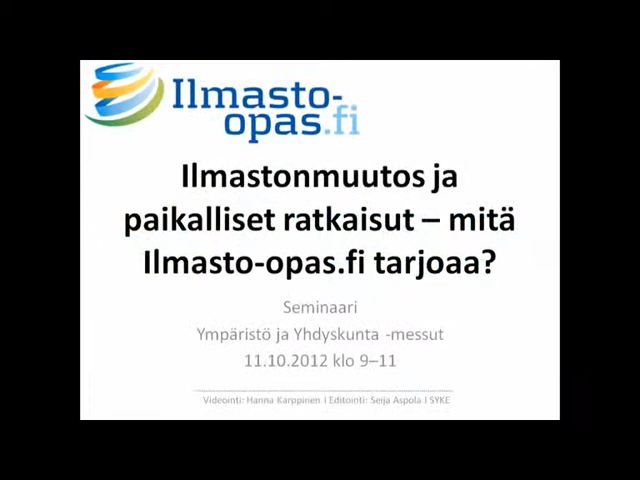 Ilmasto-
opas.fi
Ilmastonmuutos ja
paikalliset ratkaisut – mitä
Ilmasto-opas.fi tarjoaa?
Seminaari
Ympäristö ja Yhdyskunta -messut
11.10.2012 klo 9–11
Videointi: Hanna Karppinen I Editointi: Seija Aspola I SYKE